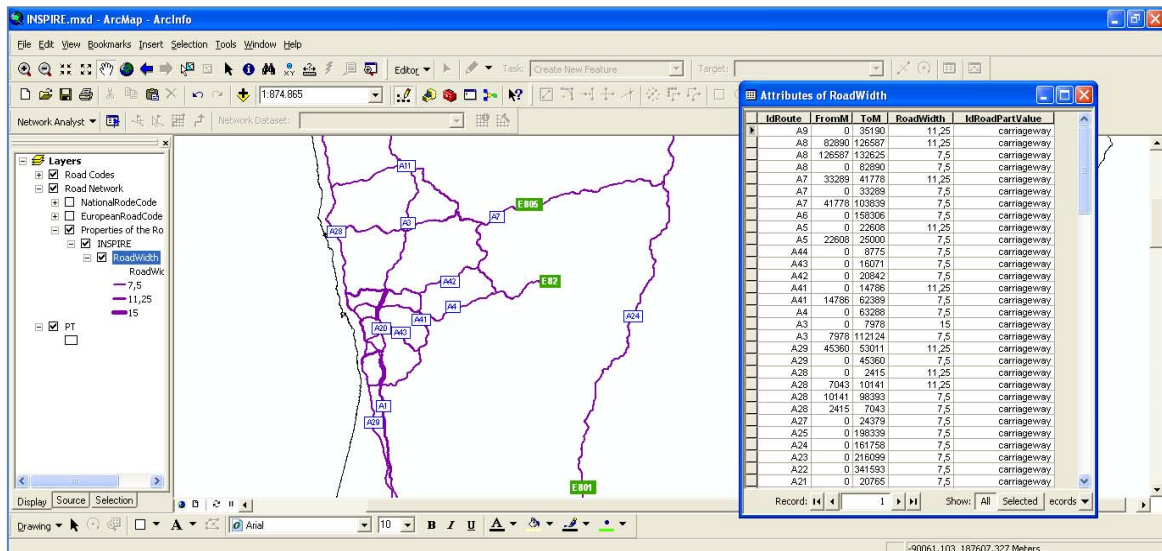 INSPIRE.mxd - ArcMap - ArcInfo
File Edit View Bookmarks Insert Selection Tools Window Help
Editor Task: Create New Feature Target:
1:874.865
Network Analyst Network Dataset:
Layers
Road Codes
Road Network
NationalRodeCode
EuropeanRoadCode
Properties of the Ro
INSPIRE
RoadWidth
RoadWid
7,5
11,25
15
PT
Display Source Selection
A11
E805
A7
A3
A28
E82
A42
A4
A41
A24
A20 A43
A1
A29
E801
Attributes of RoadWidth
IdRoute FromM ToM RoadWidth IdRoadPartValue
A9 0 35190 11,25 carriageway
A8 82890 126587 11,25 carriageway
A8 126587 132625 7,5 carriageway
A8 0 82890 7,5 carriageway
A7 33289 41778 11,25 carriageway
A7 0 33289 7,5 carriageway
A7 41778 103839 7,5 carriageway
A6 0 158306 7,5 carriageway
A5 0 22608 11,25 carriageway
A5 22608 25000 7,5 carriageway
A44 0 8775 7,5 carriageway
A43 0 16071 7,5 carriageway
A42 0 20842 7,5 carriageway
A41 0 14786 11,25 carriageway
A41 14786 62389 7,5 carriageway
A4 0 63288 7,5 carriageway
A3 0 7978 15 carriageway
A3 7978 112124 7,5 carriageway
A29 45360 53011 11,25 carriageway
A29 0 45360 7,5 carriageway
A28 0 2415 11,25 carriageway
A28 7043 10141 11,25 carriageway
A28 10141 98393 7,5 carriageway
A28 2415 7043 7,5 carriageway
A27 0 24379 7,5 carriageway
A25 0 198339 7,5 carriageway
A24 0 161758 7,5 carriageway
A23 0 216099 7,5 carriageway
A22 0 341593 7,5 carriageway
A21 0 20765 7,5 carriageway
Record: 1 Show: All Selected ecords
Drawing Arial 10 B I U A
-90061,103 187607,327 Meters